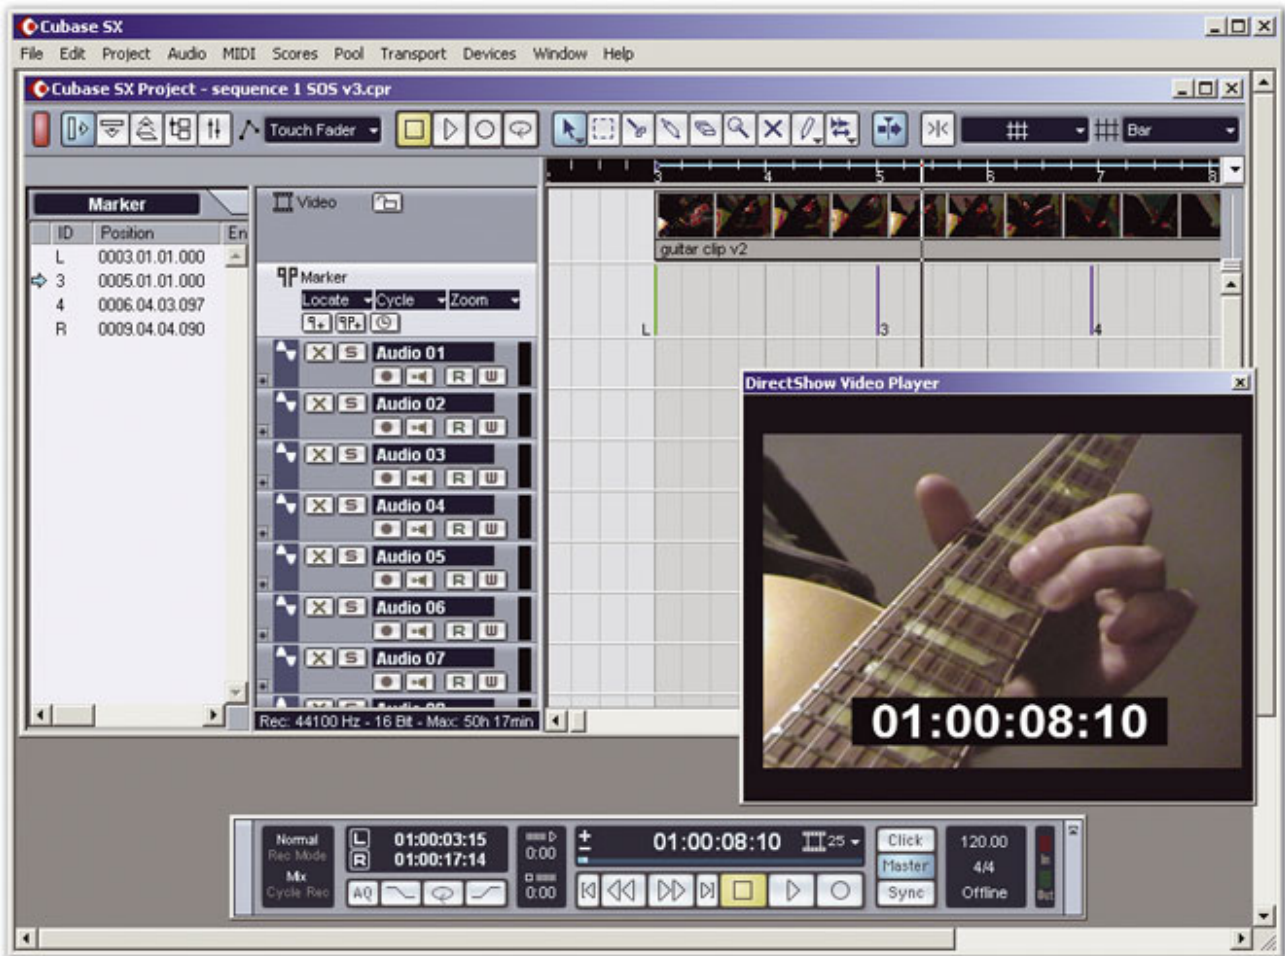 Cubase SX
File Edit Project Audio MIDI Scores Pool Transport Devices Window Help
Cubase SX Project - sequence 1 SOS v3.cpr
Touch Fader
Bar
3 4 5 6 7 8
Marker
ID Position En
L 0003.01.01.000
3 0005.01.01.000
4 0006.04.03.097
R 0009.04.04.090
Video
guitar clip v2
Marker
Locate Cycle Zoom
L 3 4
X S Audio 01
R W
X S Audio 02
R W
X S Audio 03
R W
X S Audio 04
R W
X S Audio 05
R W
X S Audio 06
R W
X S Audio 07
R W
Rec: 44100 Hz - 16 Bit - Max: 50h 17min
DirectShow Video Player
01:00:08:10
Normal
Rec Mode
Mix
Cycle Rec
L 01:00:03:15
R 01:00:17:14
AQ
0:00
0:00
01:00:08:10 25
Click
Master
Sync
120.00
4/4
Offline
In
Out